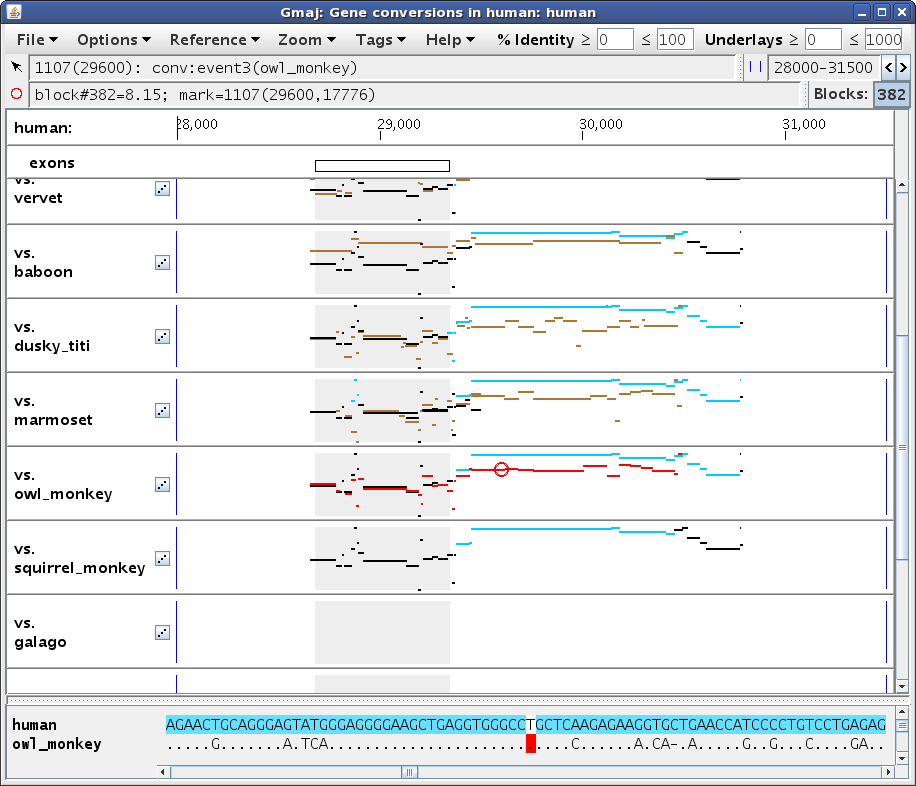 Gmaj: Gene conversions in human: human
File Options Reference Zoom Tags Help % Identity ≥ 0 ≤ 100 Underlays ≥ 0 ≤ 1000
1107(29600): conv:event3(owl_monkey) 28000-31500 < >
block#382=8.15; mark=1107(29600,17776) Blocks: 382
human: 28,000 29,000 30,000 31,000
exons
vs.
vervet
vs.
baboon
vs.
dusky_titi
vs.
marmoset
vs.
owl_monkey
vs.
squirrel_monkey
vs.
galago
human AGAACTGCAGGGAGTATGGGAGGGGAAGCTGAGGTGGGCCTGCTCAAGAGAAGGTGCTGAACCATCCCCTGTCCTGAGAG
owl_monkey .....G.......A.TCA...........................C......A.CA-.A.....G..G...C....GA..